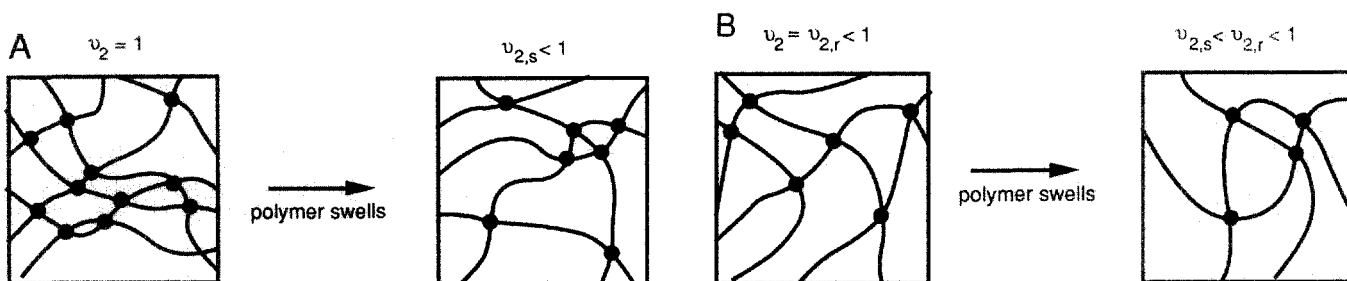 A
υ₂ = 1
υ₂,ₛ < 1
polymer swells
B
υ₂ = υ₂,ᵣ < 1
υ₂,ₛ < υ₂,ᵣ < 1
polymer swells